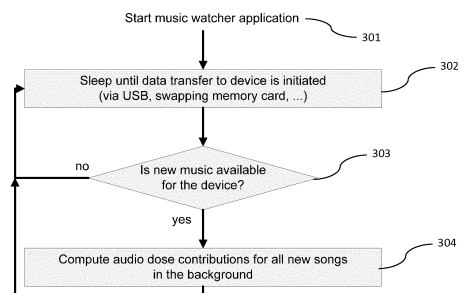 Start music watcher application
301
302
Sleep until data transfer to device is initiated
(via USB, swapping memory card, ...)
303
no
Is new music available
for the device?
yes
304
Compute audio dose contributions for all new songs
in the background